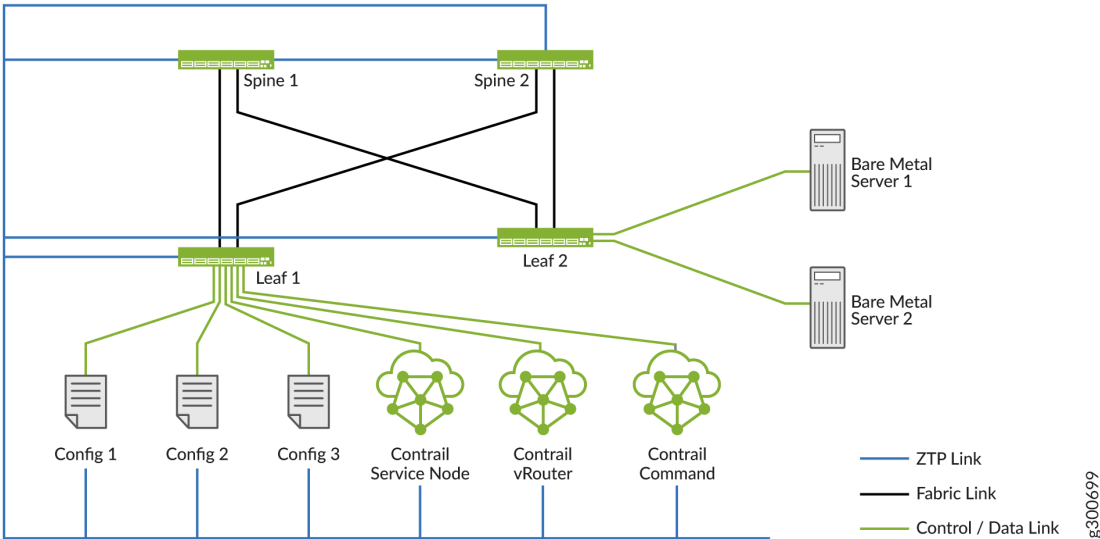 Spine 1
Spine 2
Bare Metal
Server 1
Leaf 2
Leaf 1
Bare Metal
Server 2
Config 1
Config 2
Config 3
Contrail
Service Node
Contrail
vRouter
Contrail
Command
ZTP Link
Fabric Link
Control / Data Link
g300699